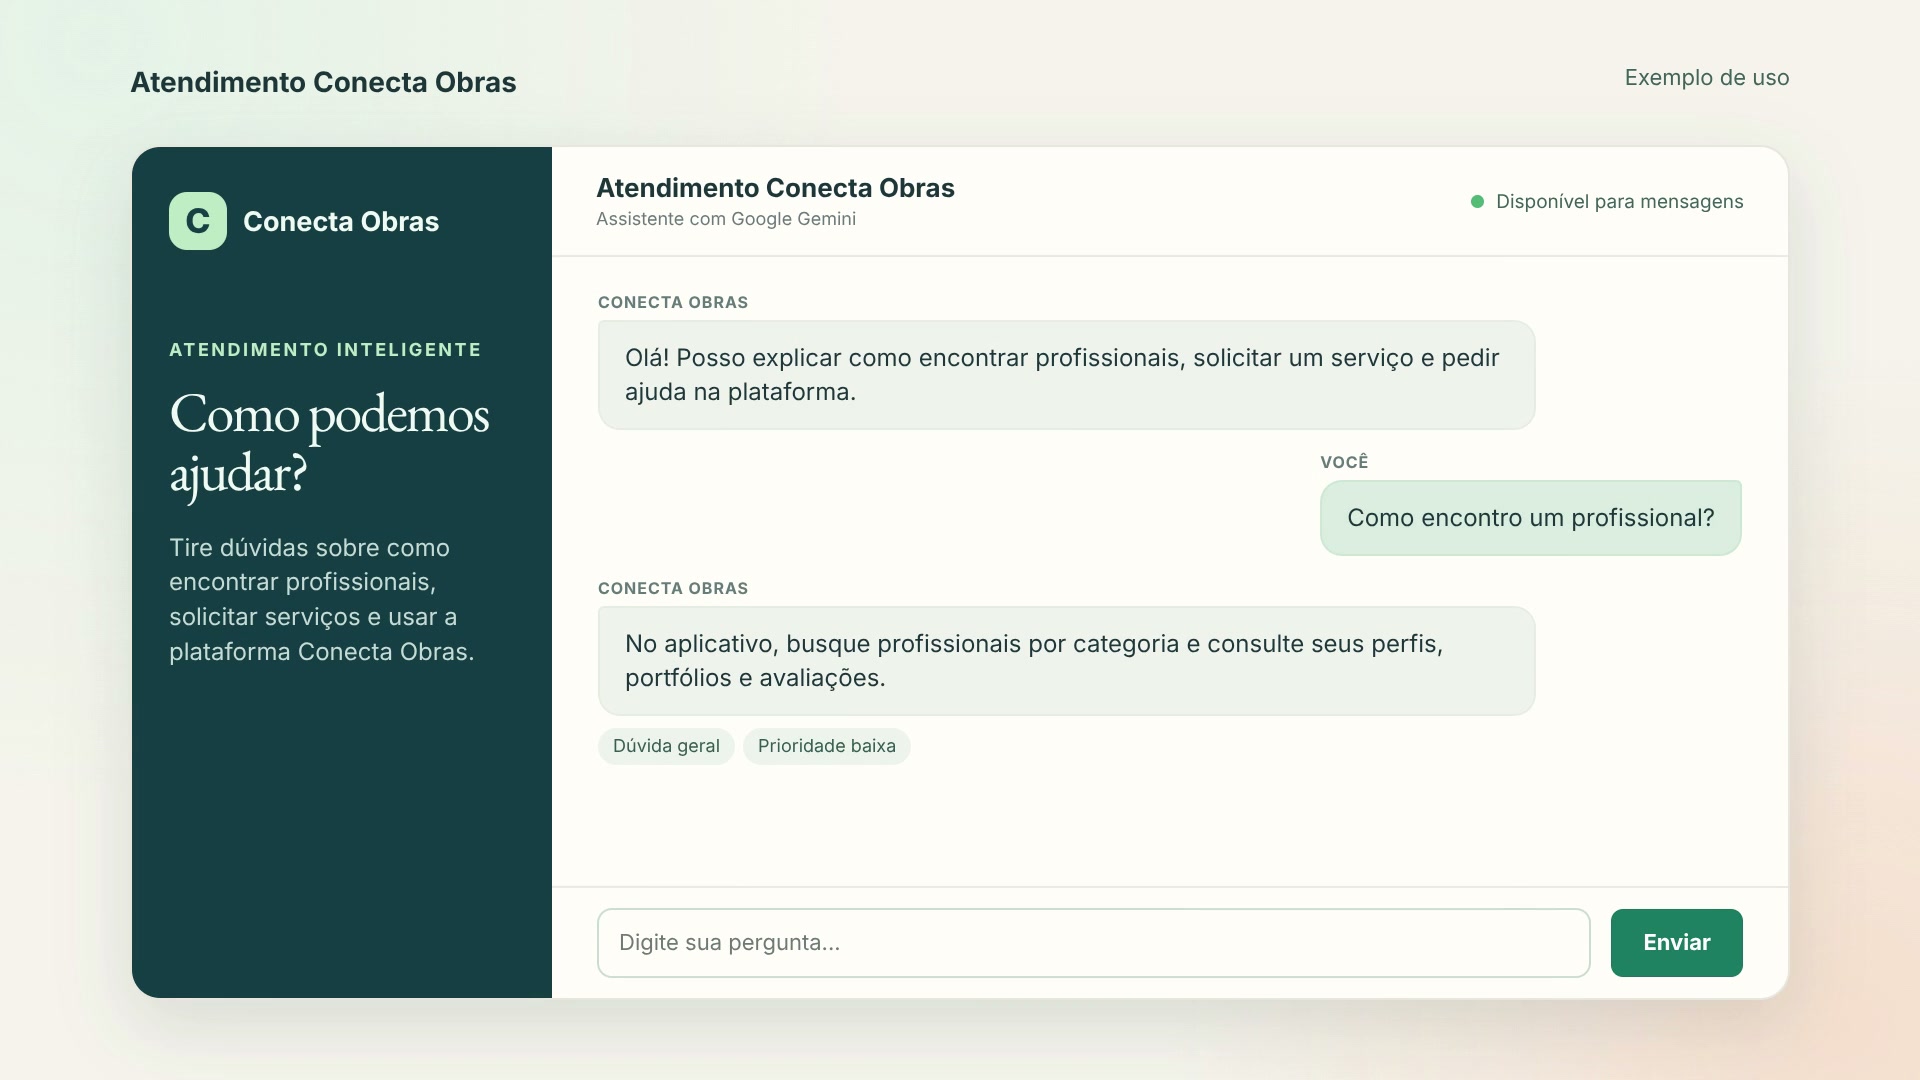 Atendimento Conecta Obras
Exemplo de uso
C
Conecta Obras
ATENDIMENTO INTELIGENTE
Como podemos
ajudar?
Tire dúvidas sobre como
encontrar profissionais,
solicitar serviços e usar a
plataforma Conecta Obras.
Atendimento Conecta Obras
Assistente com Google Gemini
Disponível para mensagens
CONECTA OBRAS
Olá! Posso explicar como encontrar profissionais, solicitar um serviço e pedir
ajuda na plataforma.
VOCÊ
Como encontro um profissional?
CONECTA OBRAS
No aplicativo, busque profissionais por categoria e consulte seus perfis,
portfólios e avaliações.
Dúvida geral
Prioridade baixa
Digite sua pergunta...
Enviar